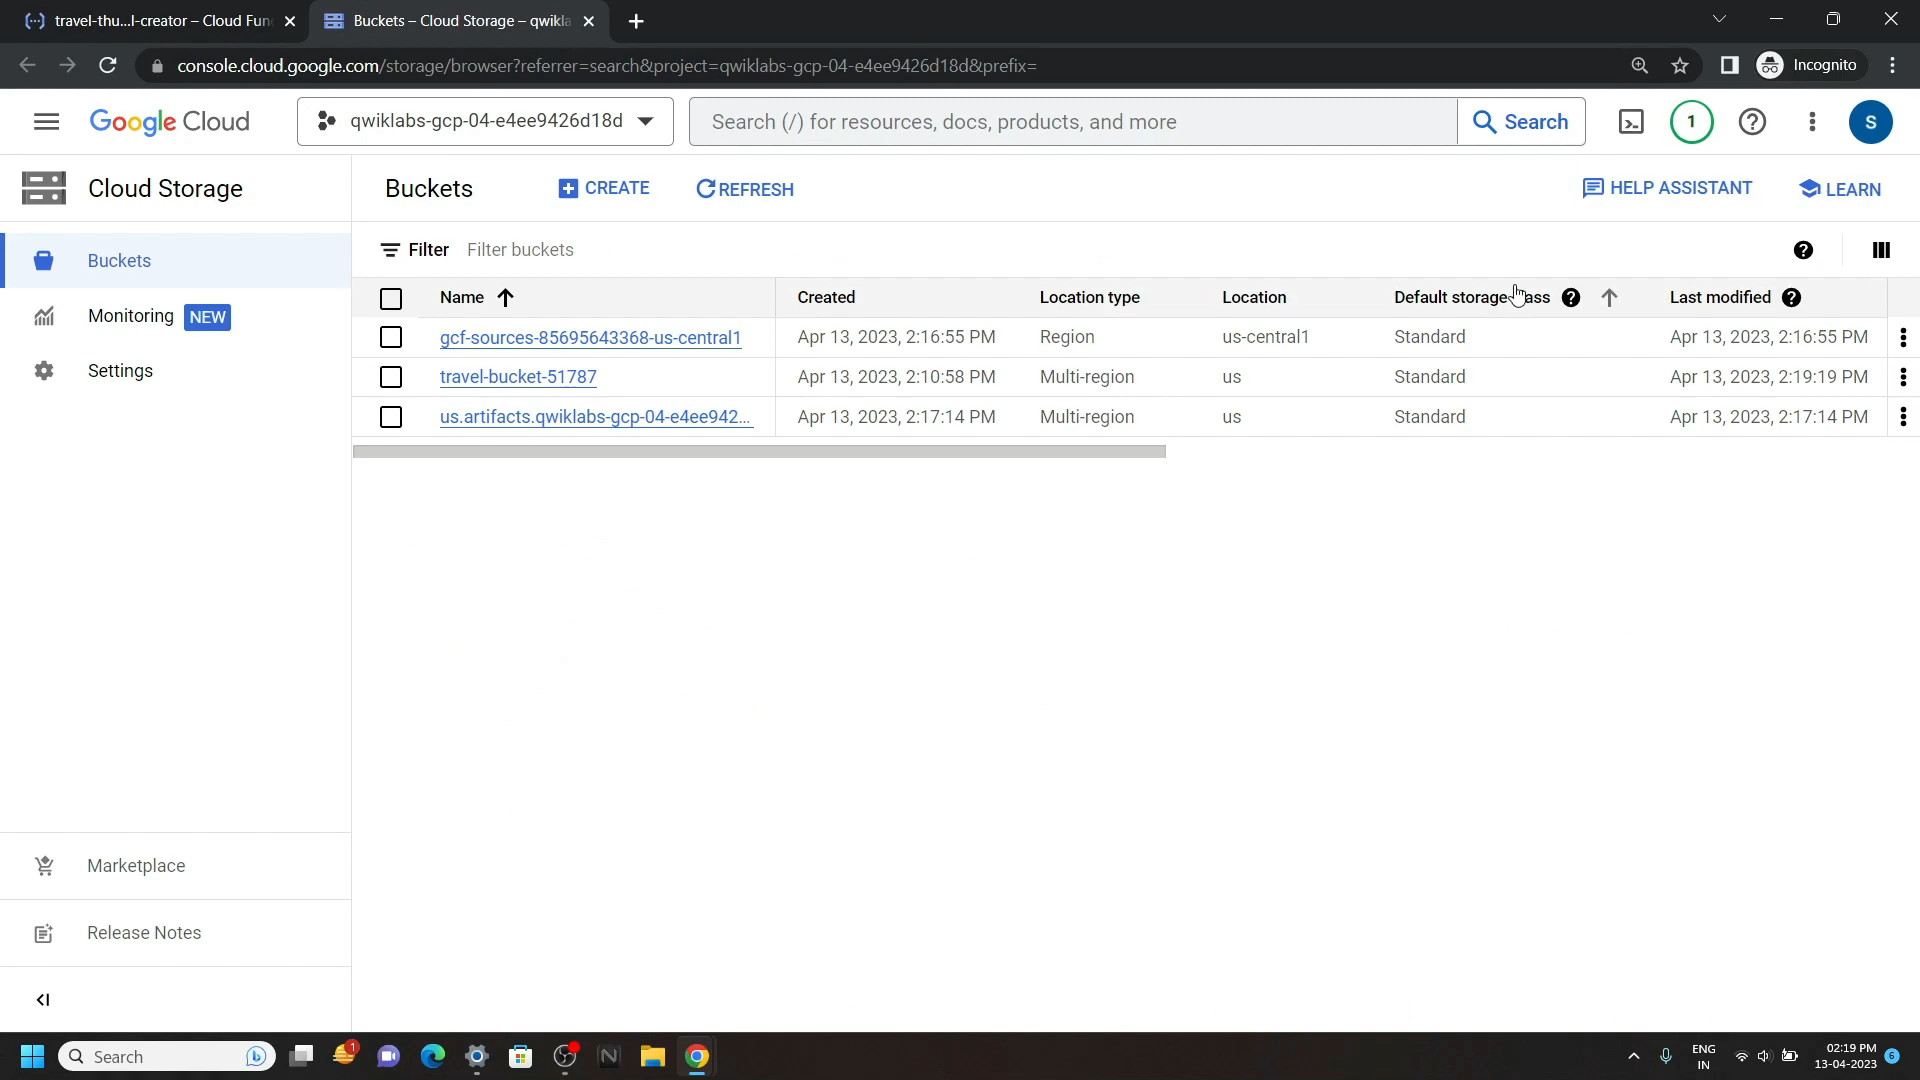 travel-thu...l-creator – Cloud Fun
Buckets – Cloud Storage – qwikla
console.cloud.google.com/storage/browser?referrer=search&project=qwiklabs-gcp-04-e4ee9426d18d&prefix=
Incognito
Google Cloud
qwiklabs-gcp-04-e4ee9426d18d
Search (/) for resources, docs, products, and more
Search
1
S
Cloud Storage
Buckets
CREATE
REFRESH
HELP ASSISTANT
LEARN
Buckets
Monitoring NEW
Settings
Filter Filter buckets
Name Created Location type Location Default storage Last modified
gcf-sources-85695643368-us-central1 Apr 13, 2023, 2:16:55 PM Region us-central1 Standard Apr 13, 2023, 2:16:55 PM
travel-bucket-51787 Apr 13, 2023, 2:10:58 PM Multi-region us Standard Apr 13, 2023, 2:19:19 PM
us.artifacts.qwiklabs-gcp-04-e4ee942... Apr 13, 2023, 2:17:14 PM Multi-region us Standard Apr 13, 2023, 2:17:14 PM
Marketplace
Release Notes
Search
1
ENG
IN
02:19 PM
13-04-2023
6